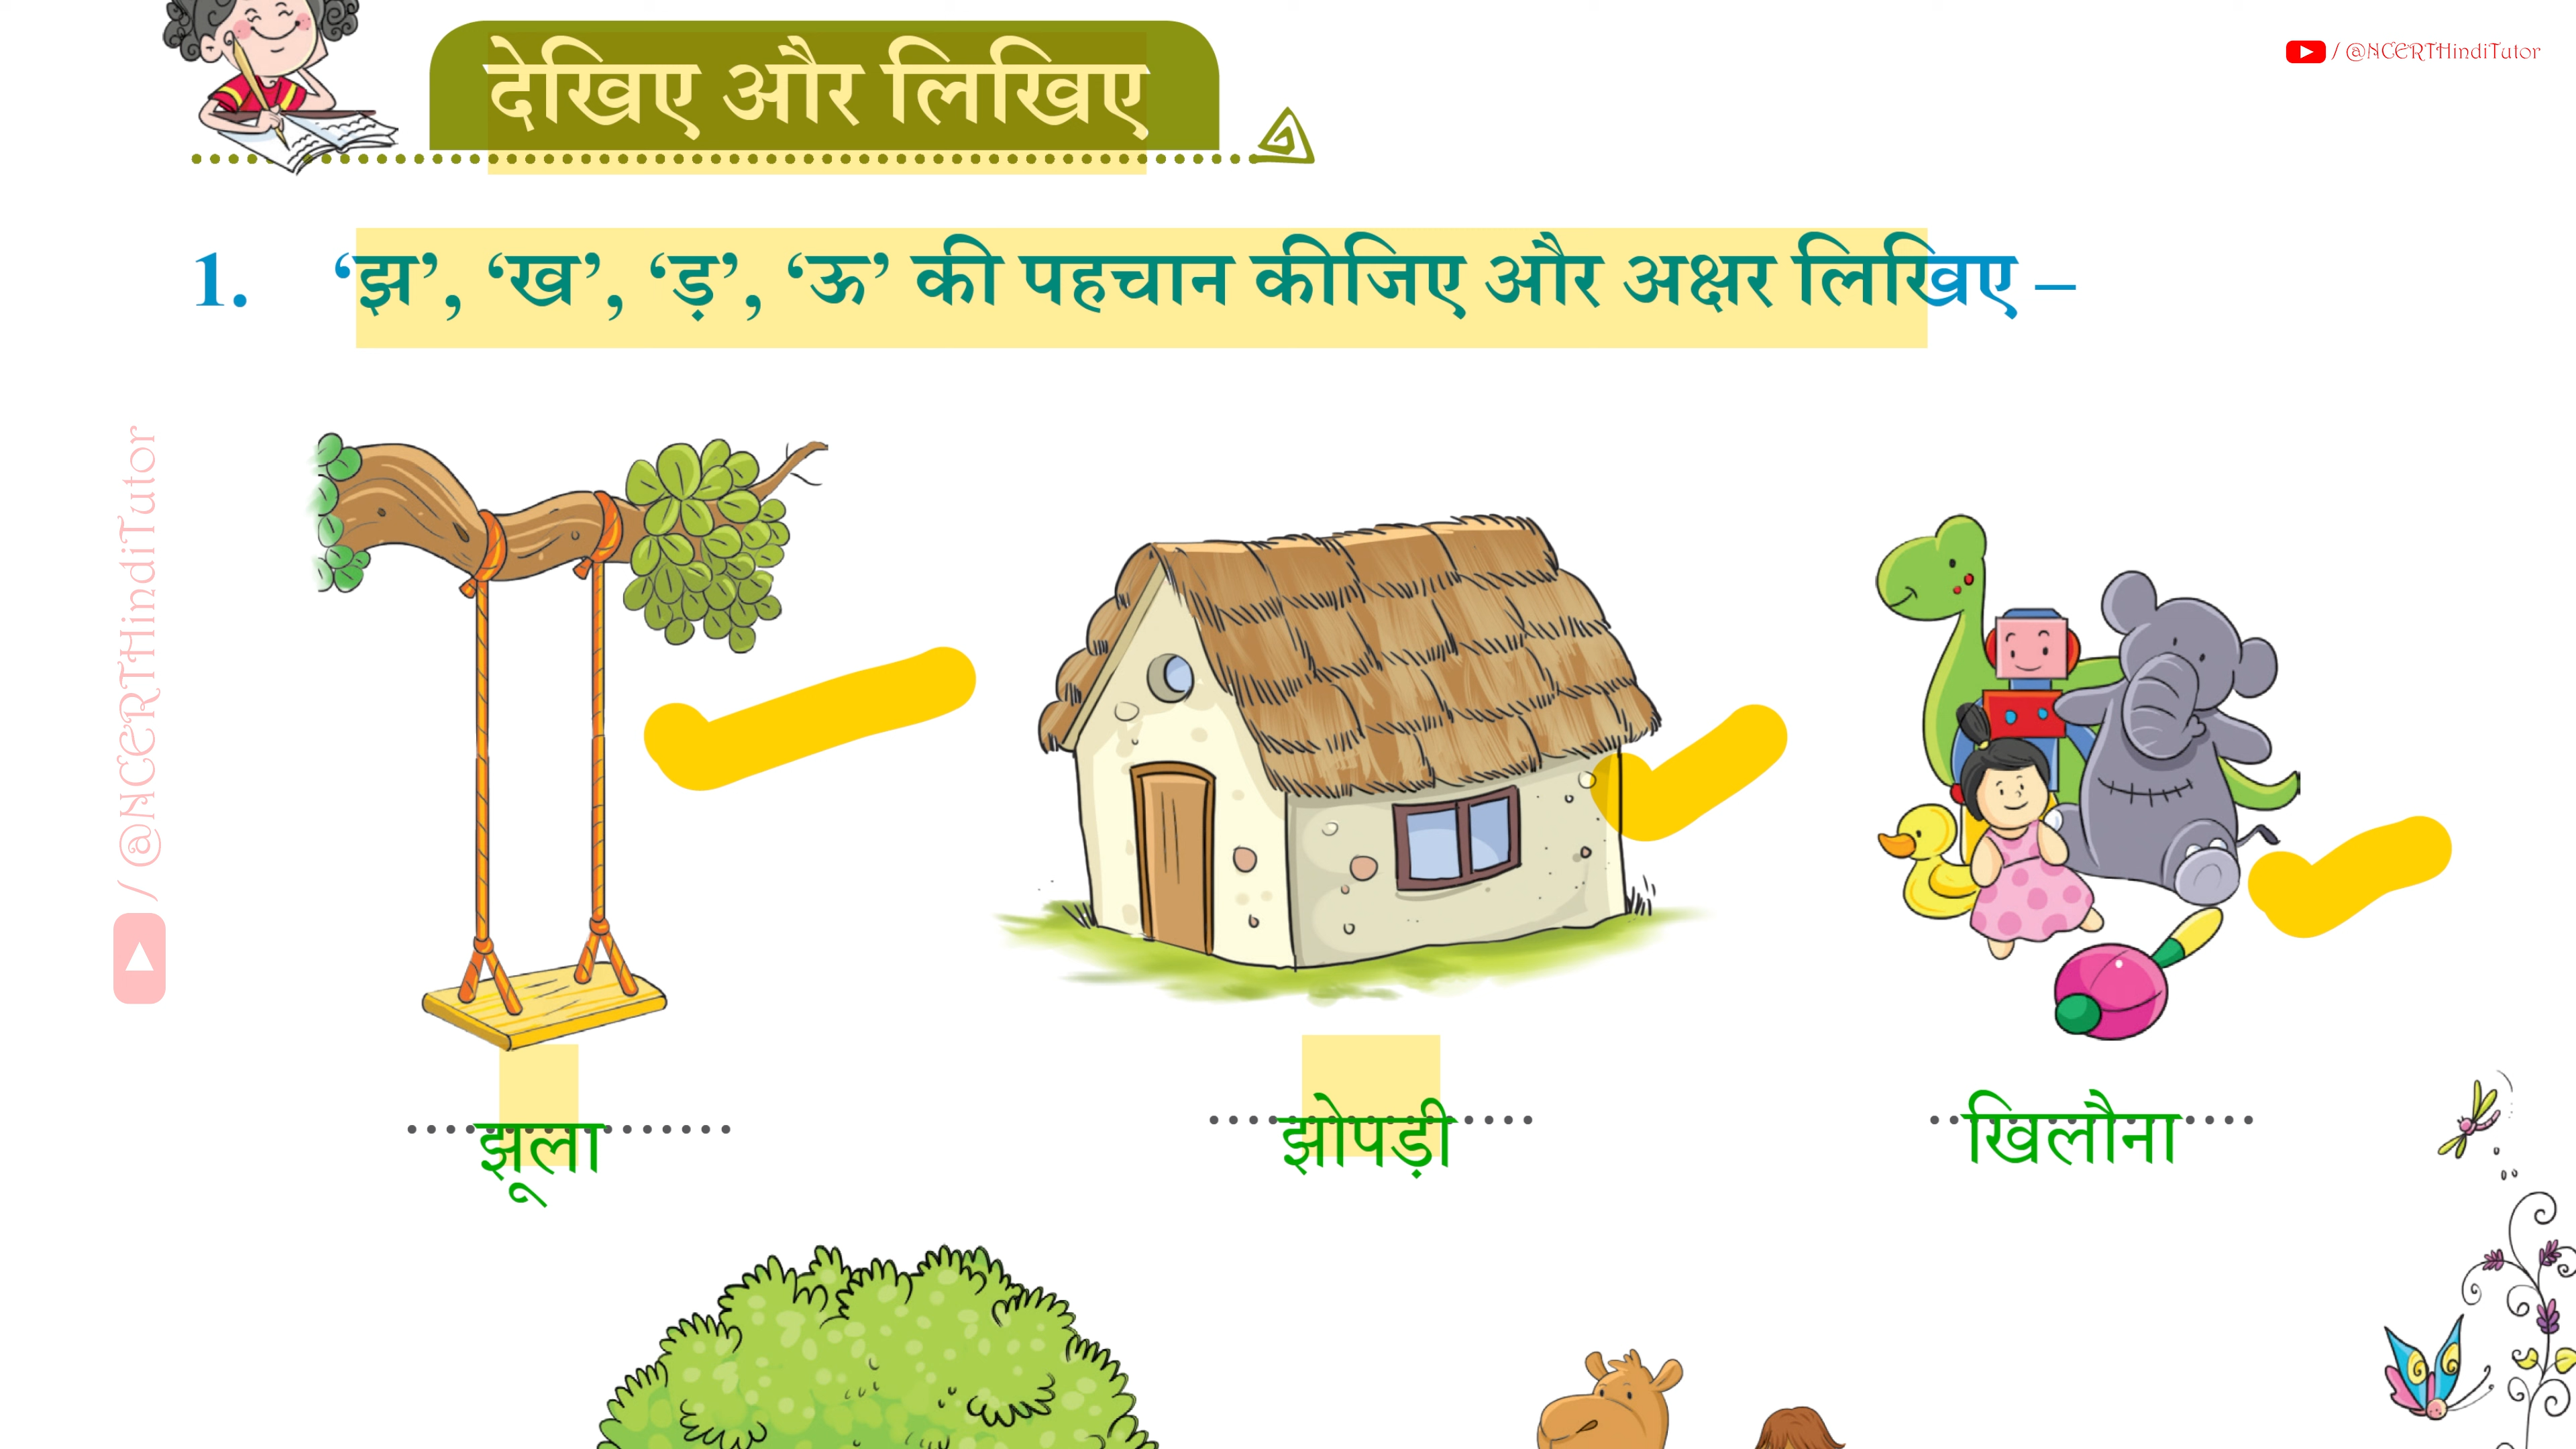 देखिए और लिखिए
/ @NCERTHindiTutor
1. ‘झ’, ‘ख’, ‘ड़’, ‘ऊ’ की पहचान कीजिए और अक्षर लिखिए –
/ @NCERTHindiTutor
झूला
झोपड़ी
खिलौना